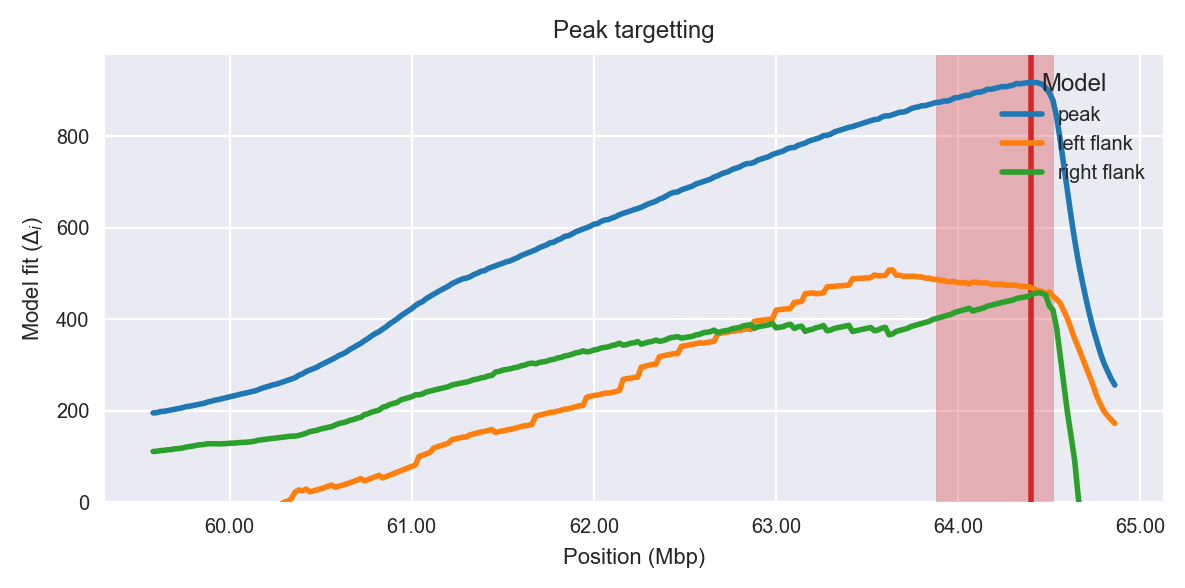 Peak targetting
Model
peak
left flank
right flank
Model fit (Δi)
800
600
400
200
0
60.00
61.00
62.00
63.00
64.00
65.00
Position (Mbp)